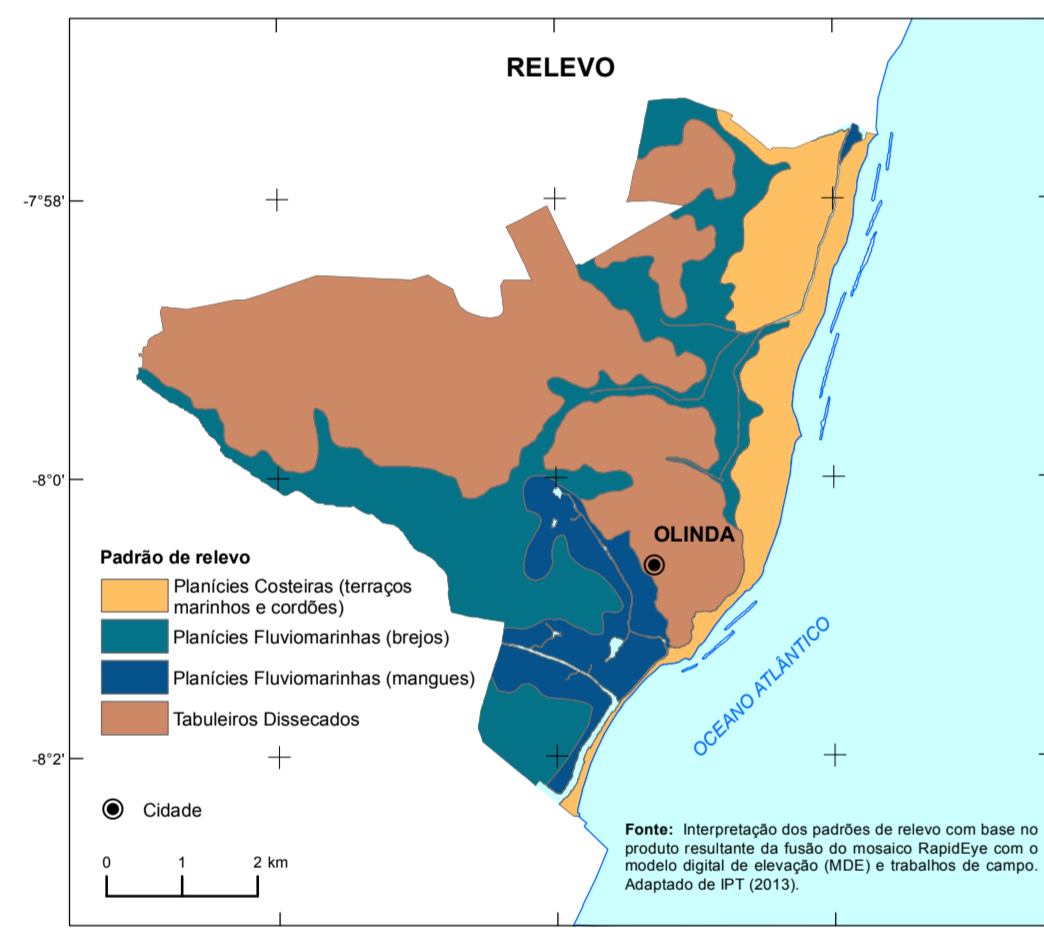 RELEVO
-7°58'
-8°0'
OLINDA
Padrão de relevo
Planícies Costeiras (terraços
marinhos e cordões)
Planícies Fluviomarinhas (brejos)
Planícies Fluviomarinhas (mangues)
Tabuleiros Dissecados
OCEANO ATLÂNTICO
-8°2'
Cidade
0 1 2 km
Fonte: Interpretação dos padrões de relevo com base no
produto resultante da fusão do mosaico RapidEye com o
modelo digital de elevação (MDE) e trabalhos de campo.
Adaptado de IPT (2013).